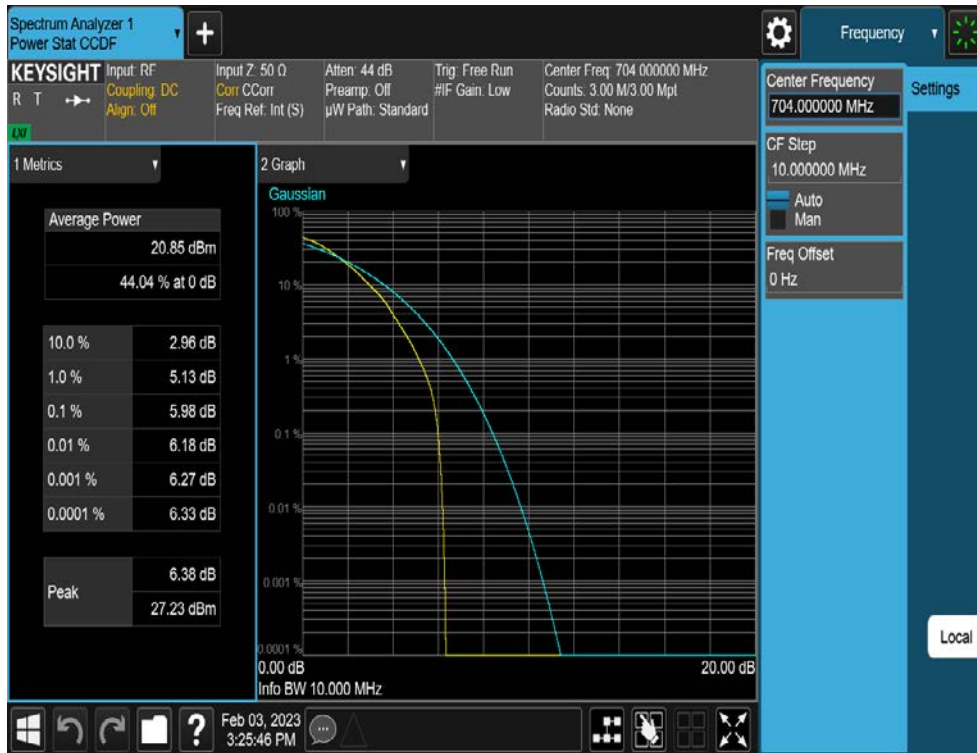 Spectrum Analyzer 1
Power Stat CCDF
+
Frequency
KEYSIGHT
R T
LXI
Input: RF
Coupling: DC
Align: Off
Input Z: 50 Ω
Corr CCorr
Freq Ref: Int (S)
Atten: 44 dB
Preamp: Off
µW Path: Standard
Trig: Free Run
#IF Gain: Low
Center Freq: 704.000000 MHz
Counts: 3.00 M/3.00 Mpt
Radio Std: None
Center Frequency
704.000000 MHz
Settings
CF Step
10.000000 MHz
Auto
Man
Freq Offset
0 Hz
Local
1 Metrics
Average Power
20.85 dBm
44.04 % at 0 dB
10.0 % 2.96 dB
1.0 % 5.13 dB
0.1 % 5.98 dB
0.01 % 6.18 dB
0.001 % 6.27 dB
0.0001 % 6.33 dB
Peak
6.38 dB
27.23 dBm
2 Graph
Gaussian
100 %
10 %
1 %
0.1 %
0.01 %
0.001 %
0.0001 %
0.00 dB 20.00 dB
Info BW 10.000 MHz
?
Feb 03, 2023
3:25:46 PM